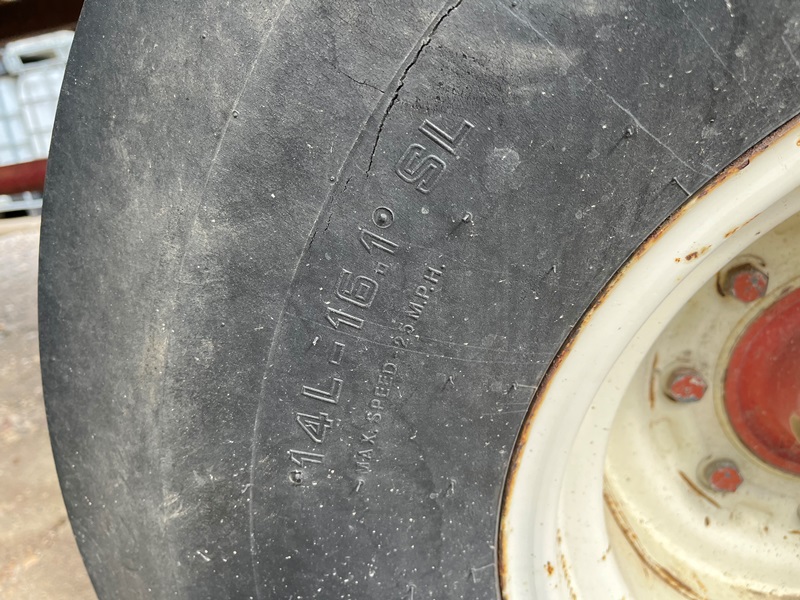 14L-16.1 SL
MAX. SPEED-25 M.P.H.